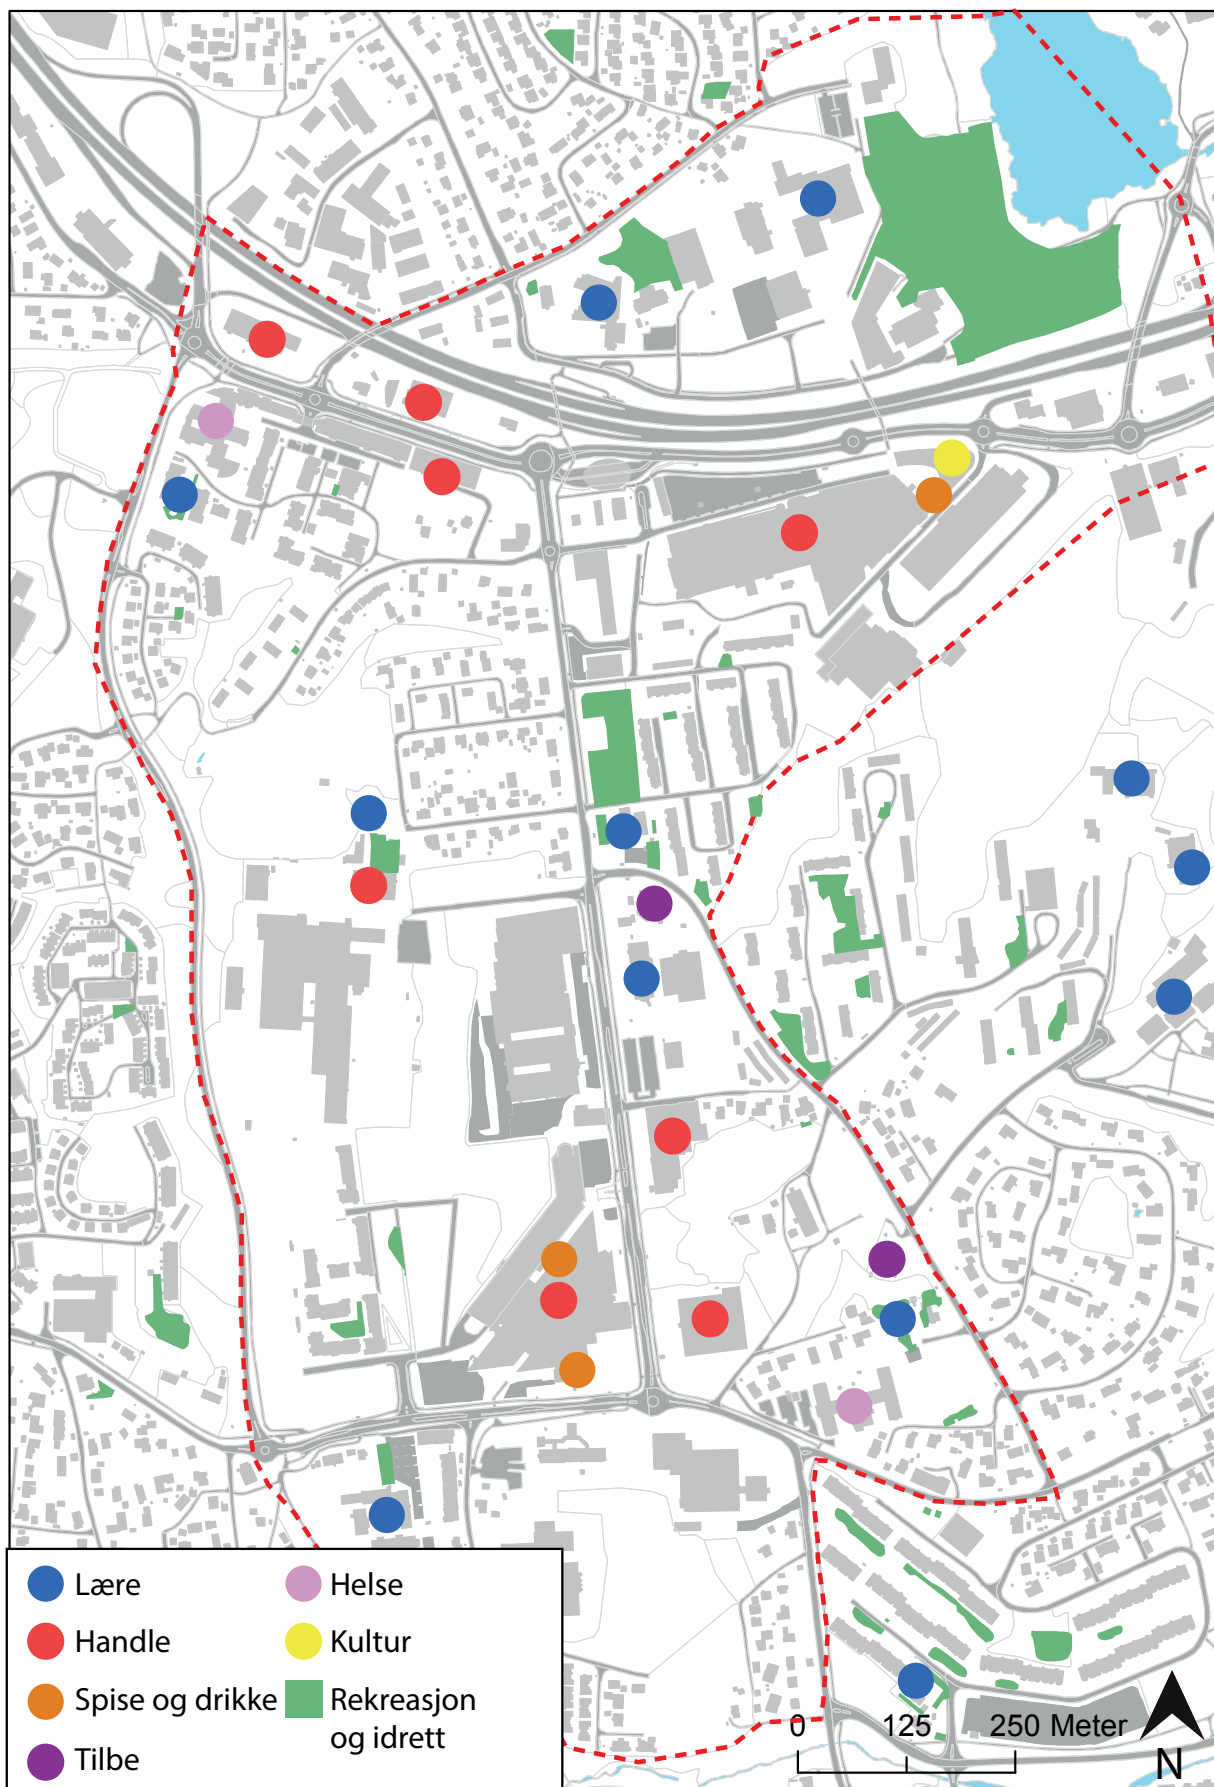 Lære
Handle
Spise og drikke
Tilbe
Helse
Kultur
Rekreasjon
og idrett
0 125 250 Meter
N